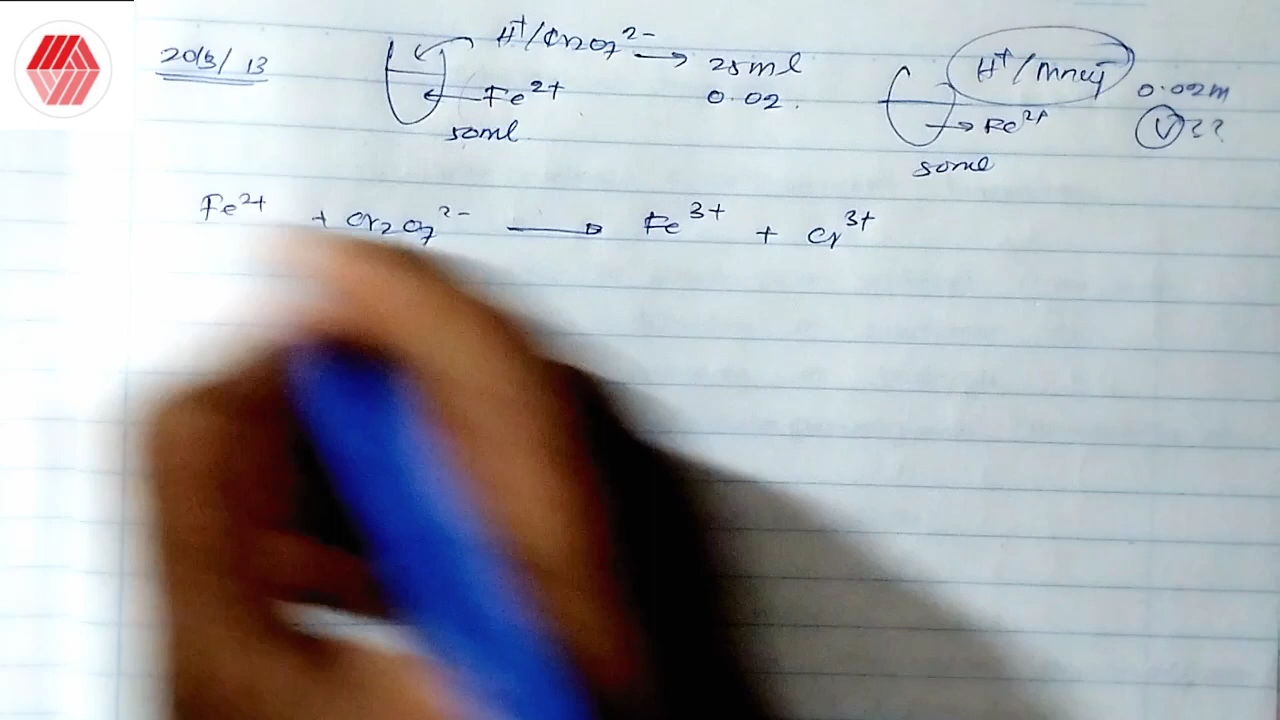 2013/ 13
H⁺/Cr2O7²⁻ → 25ml
Fe²⁺ 0.02.
50ml
H⁺/MnO4⁻ 0.02M
Fe²⁺ V??
50ml
Fe²⁺ + Cr2O7²⁻ → Fe³⁺ + Cr³⁺